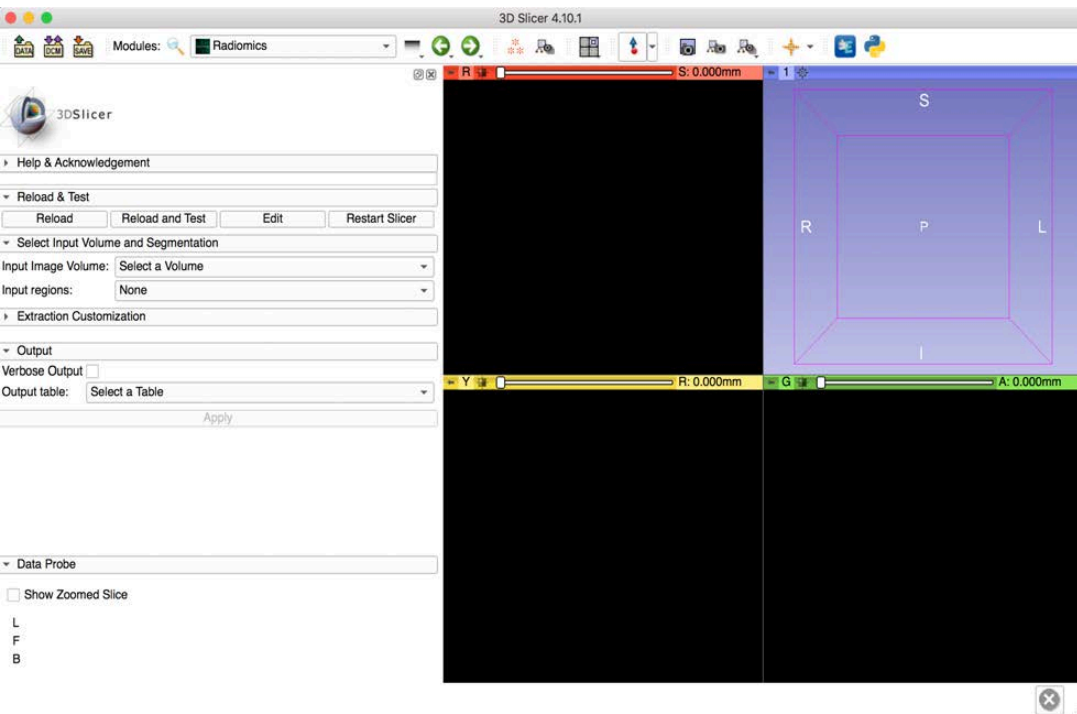 3D Slicer 4.10.1
DATA DCM SAVE Modules: Radiomics
3DSlicer
Help & Acknowledgement
Reload & Test
Reload Reload and Test Edit Restart Slicer
Select Input Volume and Segmentation
Input Image Volume: Select a Volume
Input regions: None
Extraction Customization
Output
Verbose Output
Output table: Select a Table
Apply
Data Probe
Show Zoomed Slice
L
F
B
R S: 0.000mm
1
S
R P L
I
Y R: 0.000mm
G A: 0.000mm